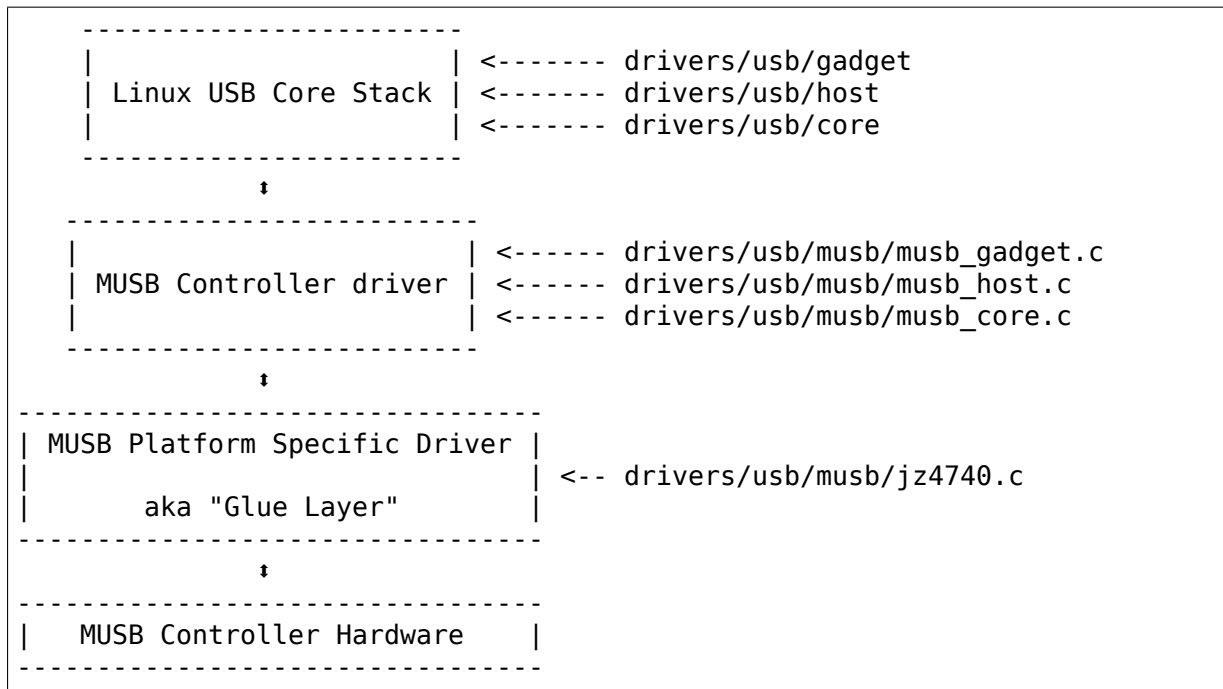 ------------------------
|                       | <------- drivers/usb/gadget
| Linux USB Core Stack | <------- drivers/usb/host
|                       | <------- drivers/usb/core
------------------------
⬍
--------------------------
|                         | <------ drivers/usb/musb/musb_gadget.c
| MUSB Controller driver | <------ drivers/usb/musb/musb_host.c
|                         | <------ drivers/usb/musb/musb_core.c
--------------------------
⬍
---------------------------------
| MUSB Platform Specific Driver |
|                               | <-- drivers/usb/musb/jz4740.c
|       aka "Glue Layer"        |
---------------------------------
⬍
---------------------------------
|   MUSB Controller Hardware    |
---------------------------------